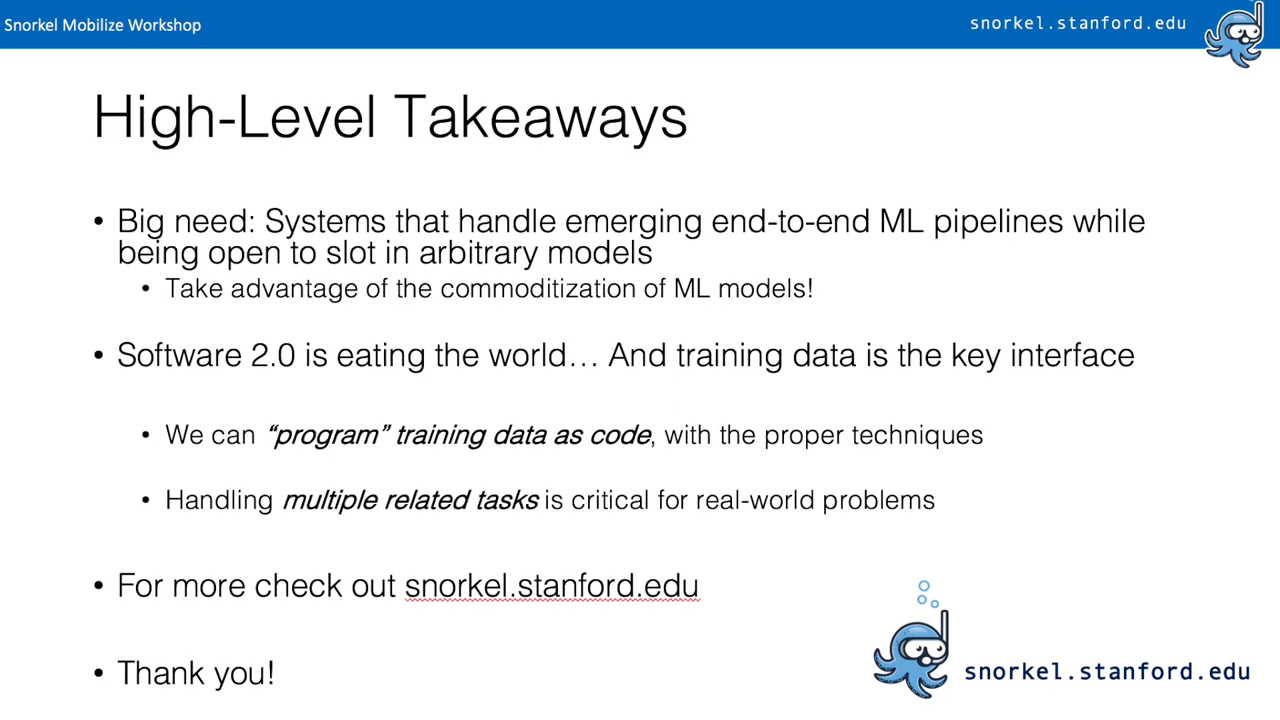 Snorkel Mobilize Workshop
snorkel.stanford.edu
High-Level Takeaways
• Big need: Systems that handle emerging end-to-end ML pipelines while
being open to slot in arbitrary models
• Take advantage of the commoditization of ML models!
• Software 2.0 is eating the world… And training data is the key interface
• We can “program” training data as code, with the proper techniques
• Handling multiple related tasks is critical for real-world problems
• For more check out snorkel.stanford.edu
• Thank you!
snorkel.stanford.edu